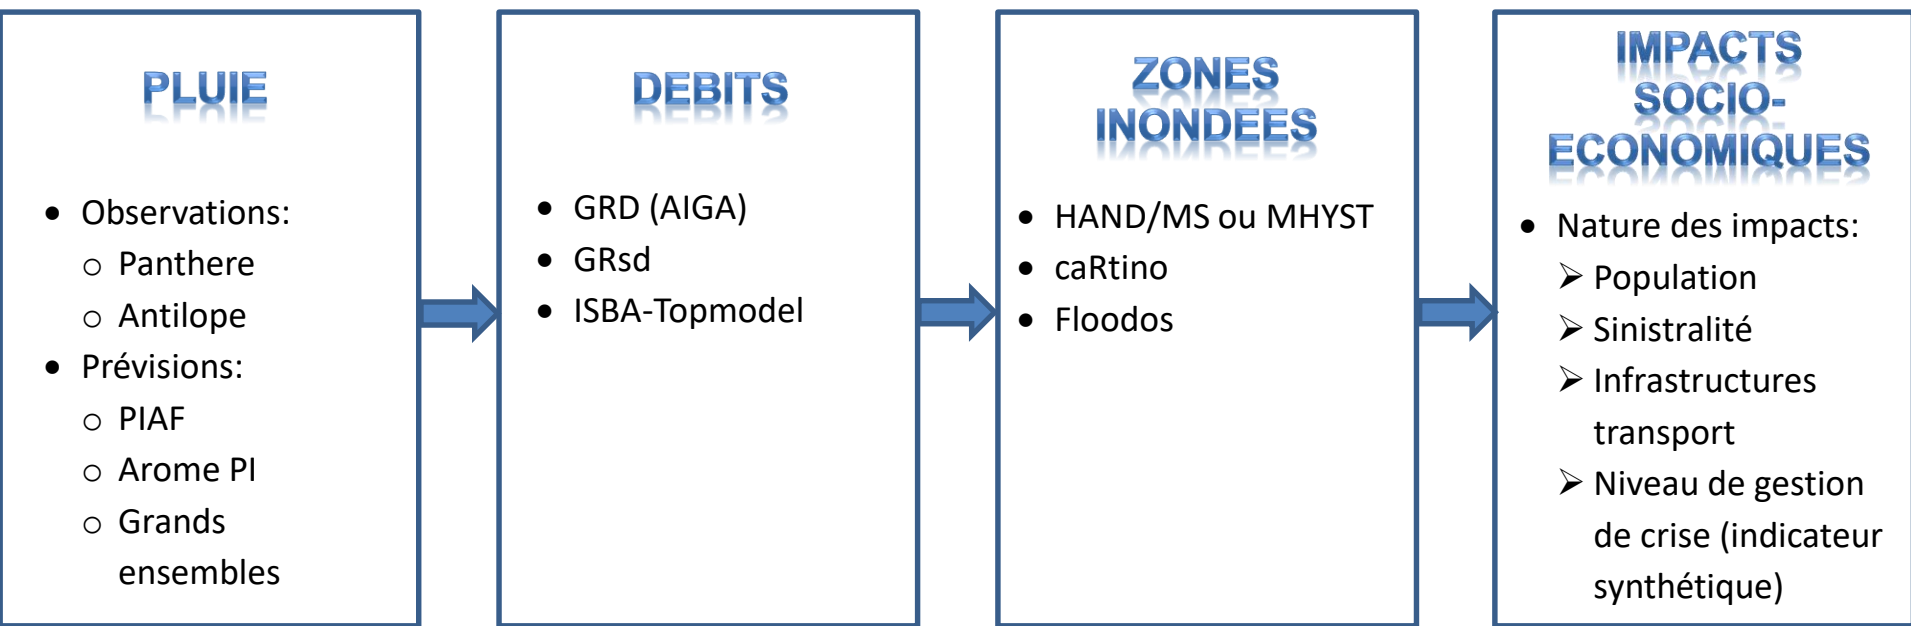 PLUIE
• Observations:
o Panthere
o Antilope
• Prévisions:
o PIAF
o Arome PI
o Grands
ensembles
DEBITS
• GRD (AIGA)
• GRsd
• ISBA-Topmodel
ZONES
INONDEES
• HAND/MS ou MHYST
• caRtino
• Floodos
IMPACTS
SOCIO-
ECONOMIQUES
• Nature des impacts:
➢ Population
➢ Sinistralité
➢ Infrastructures
transport
➢ Niveau de gestion
de crise (indicateur
synthétique)